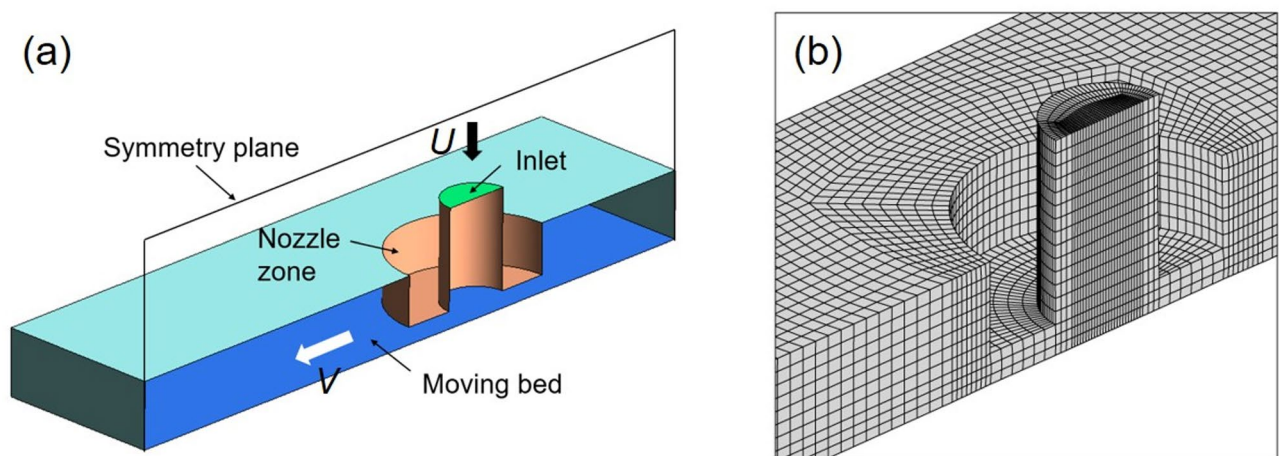 (a)
Symmetry plane
U
Inlet
Nozzle
zone
V
Moving bed
(b)